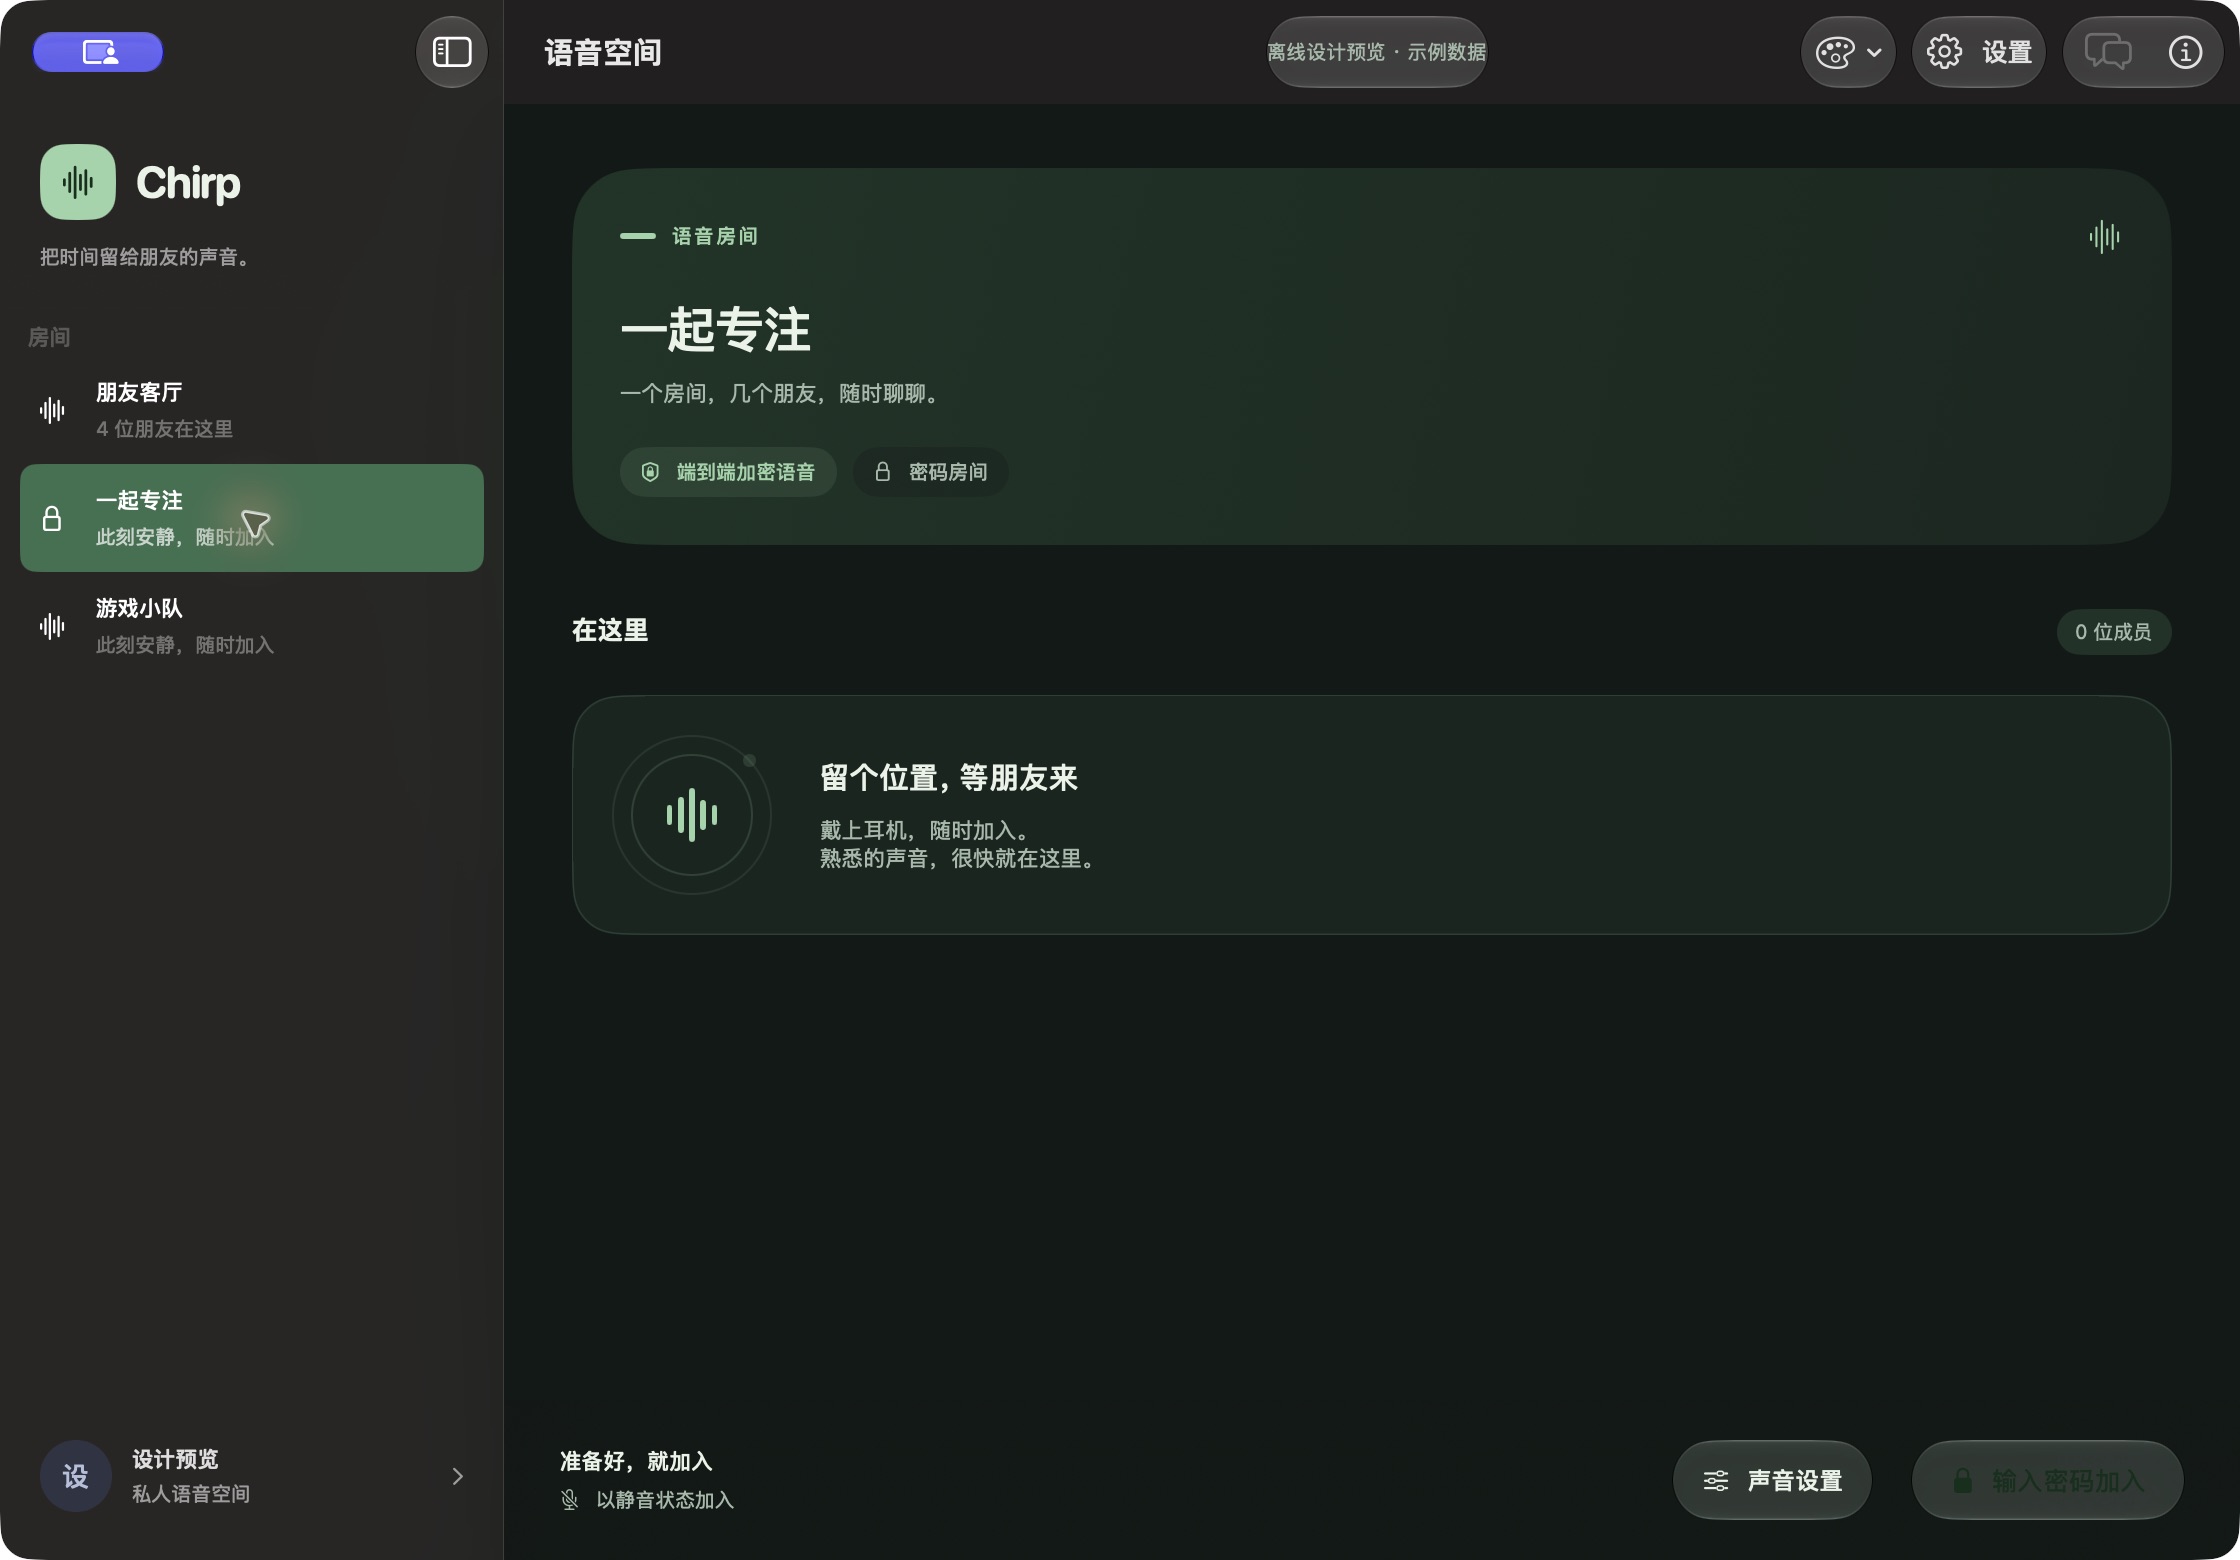 语音空间
离线设计预览 · 示例数据
设置
Chirp
把时间留给朋友的声音。
房间
朋友客厅
4 位朋友在这里
一起专注
此刻安静，随时加入
游戏小队
此刻安静，随时加入
设
设计预览
私人语音空间
语音房间
一起专注
一个房间，几个朋友，随时聊聊。
端到端加密语音
密码房间
在这里
0 位成员
留个位置，等朋友来
戴上耳机，随时加入。
熟悉的声音，很快就在这里。
准备好，就加入
以静音状态加入
声音设置
输入密码加入